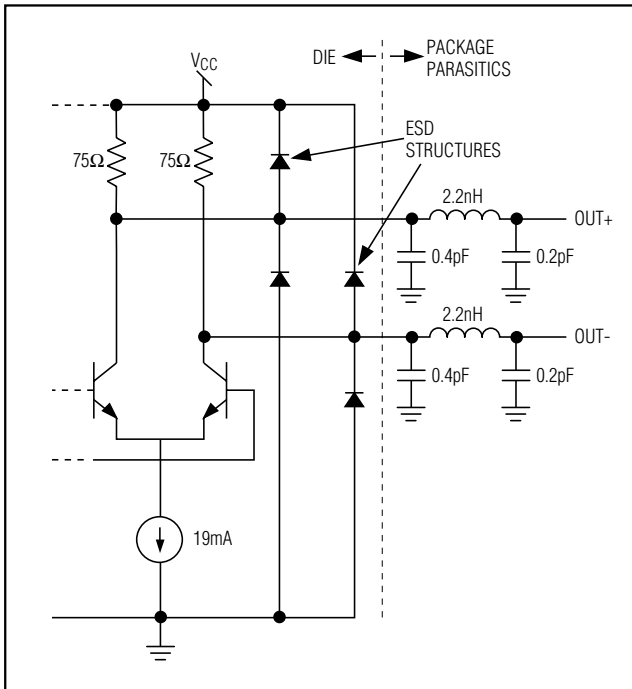 DIE
PACKAGE
PARASITICS
VCC
ESD
STRUCTURES
75Ω
75Ω
2.2nH
OUT+
0.4pF
0.2pF
2.2nH
OUT-
0.4pF
0.2pF
19mA